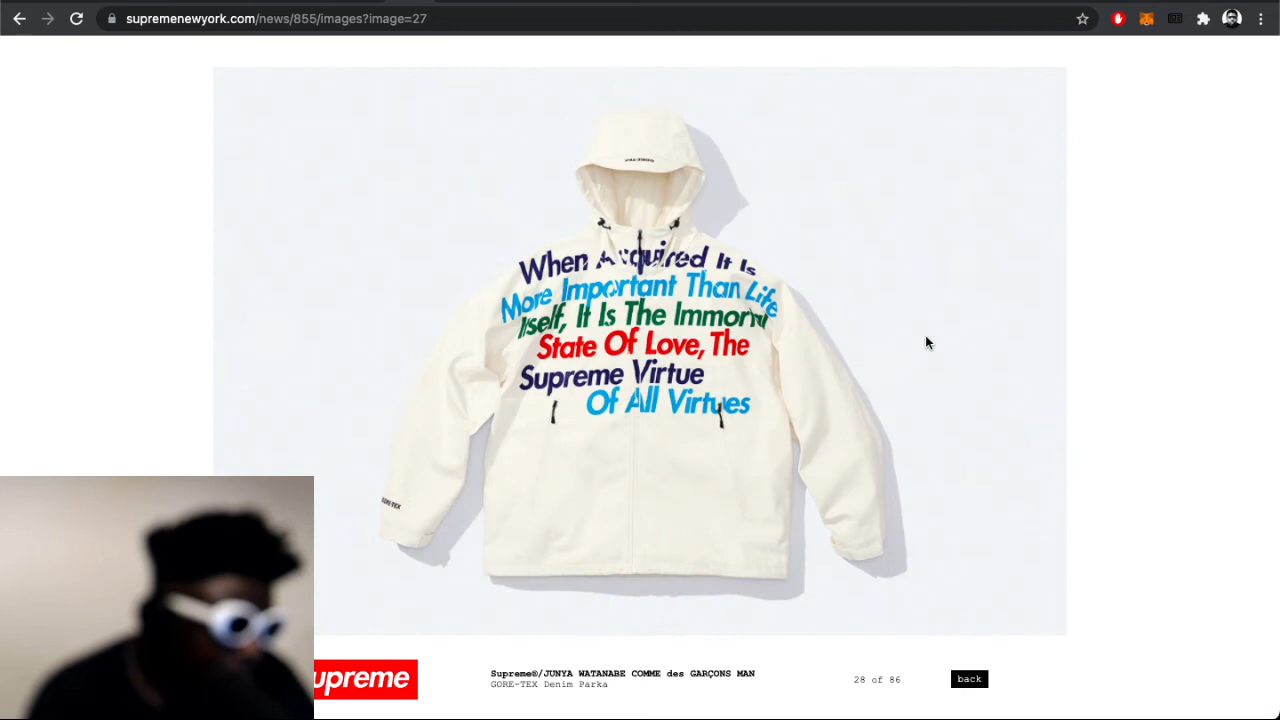 supremenewyork.com/news/855/images?image=27
When Acquired It Is
More Important Than Life
Itself, It Is The Immortal
State Of Love, The
Supreme Virtue
Of All Virtues
GORE-TEX
upreme
Supreme®/JUNYA WATANABE COMME des GARÇONS MAN
GORE-TEX Denim Parka
28 of 86
back